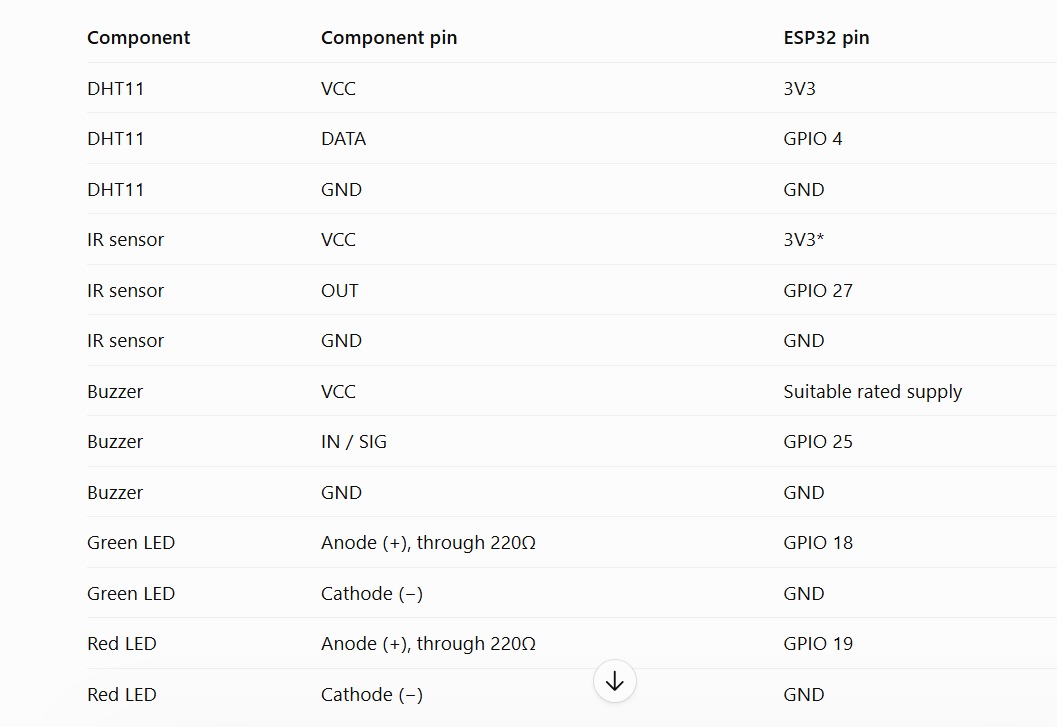 Component Component pin ESP32 pin
DHT11 VCC 3V3
DHT11 DATA GPIO 4
DHT11 GND GND
IR sensor VCC 3V3*
IR sensor OUT GPIO 27
IR sensor GND GND
Buzzer VCC Suitable rated supply
Buzzer IN / SIG GPIO 25
Buzzer GND GND
Green LED Anode (+), through 220Ω GPIO 18
Green LED Cathode (−) GND
Red LED Anode (+), through 220Ω GPIO 19
Red LED Cathode (−) GND